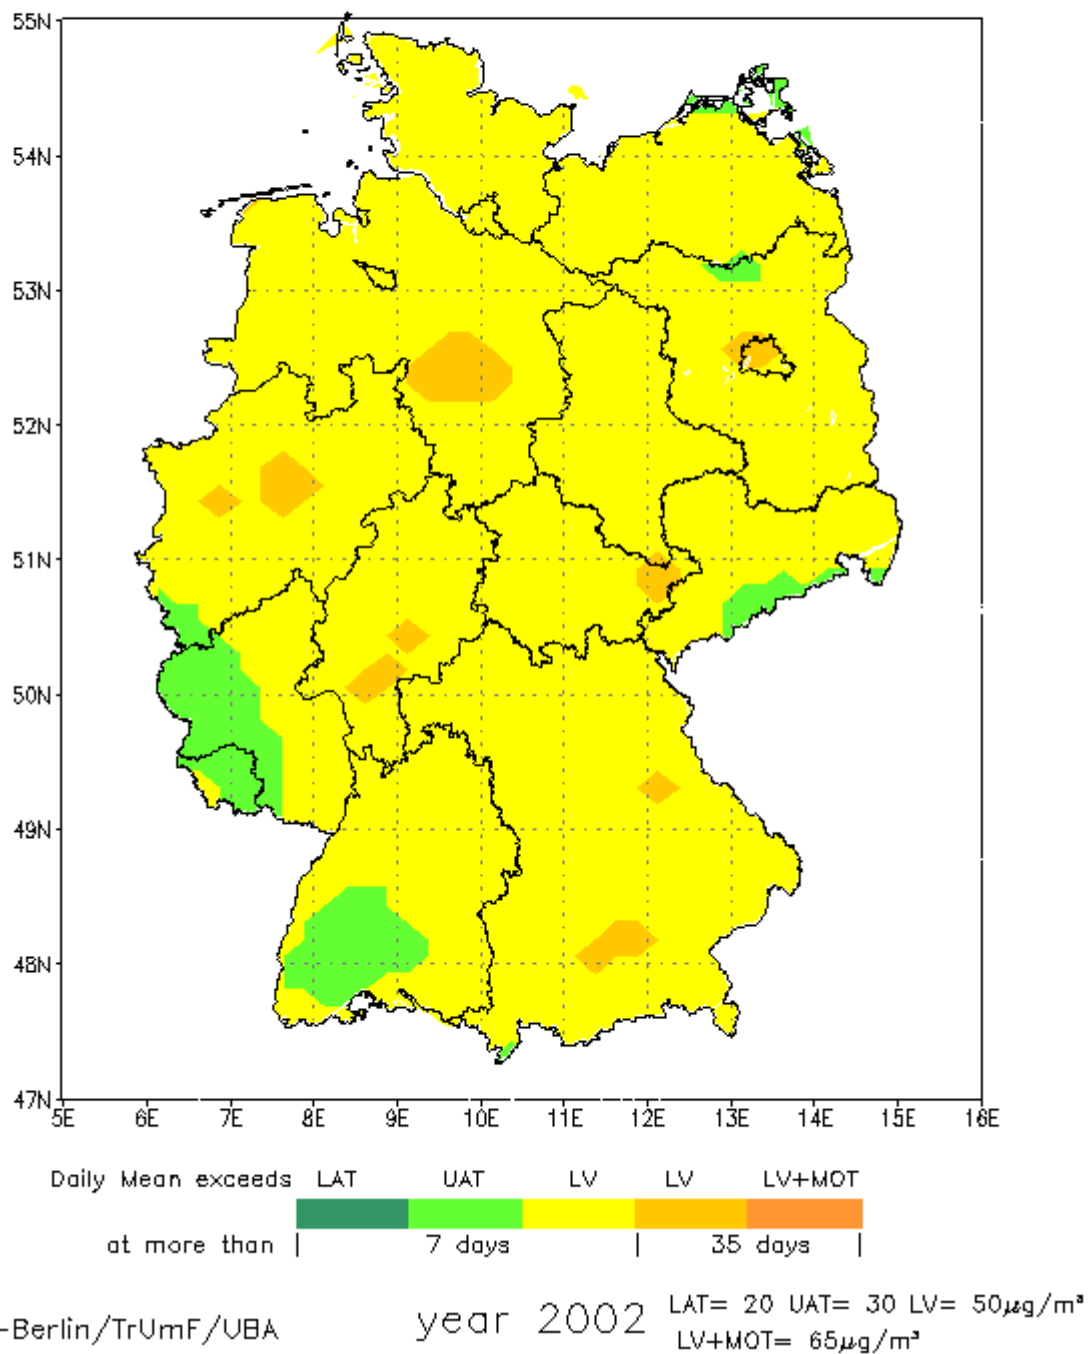 55N
54N
53N
52N
51N
50N
49N
48N
47N
5E 6E 7E 8E 9E 10E 11E 12E 13E 14E 15E 16E
Daily Mean exceeds LAT UAT LV LV LV+MOT
at more than | 7 days | 35 days |
year 2002 LAT= 20 UAT= 30 LV= 50µg/m³
-Berlin/TrUmF/UBA LV+MOT= 65µg/m³